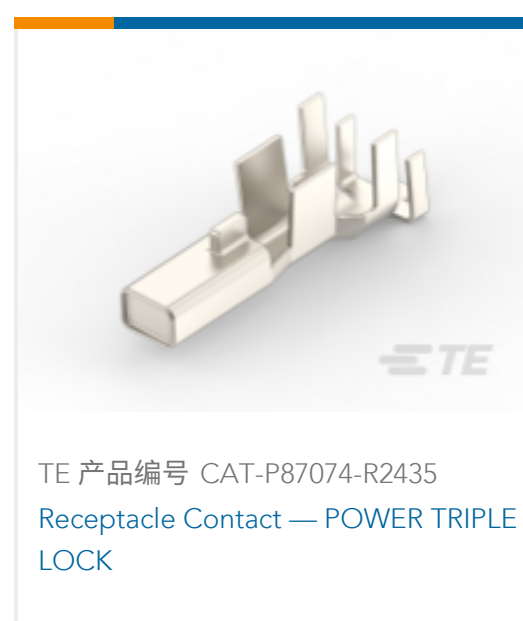 TE
TE 产品编号 CAT-P87074-R2435
Receptacle Contact — POWER TRIPLE
LOCK